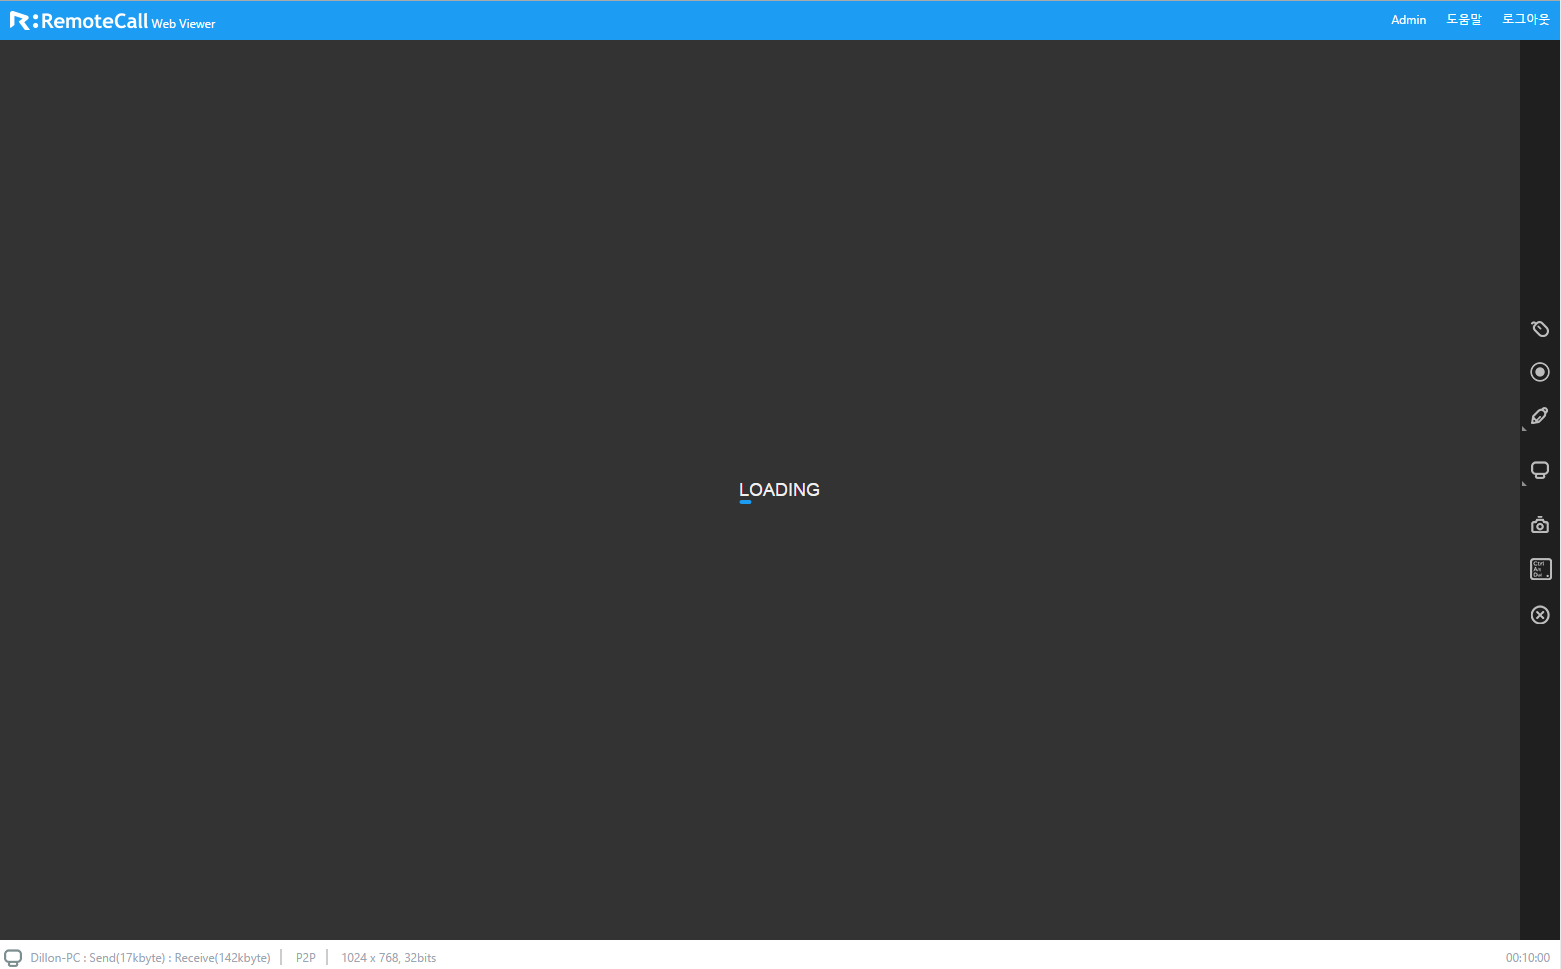 R:RemoteCall Web Viewer
Admin 도움말 로그아웃
LOADING
Ctrl
Alt
Del
Dillon-PC : Send(17kbyte) : Receive(142kbyte) | P2P | 1024 x 768, 32bits
00:10:00